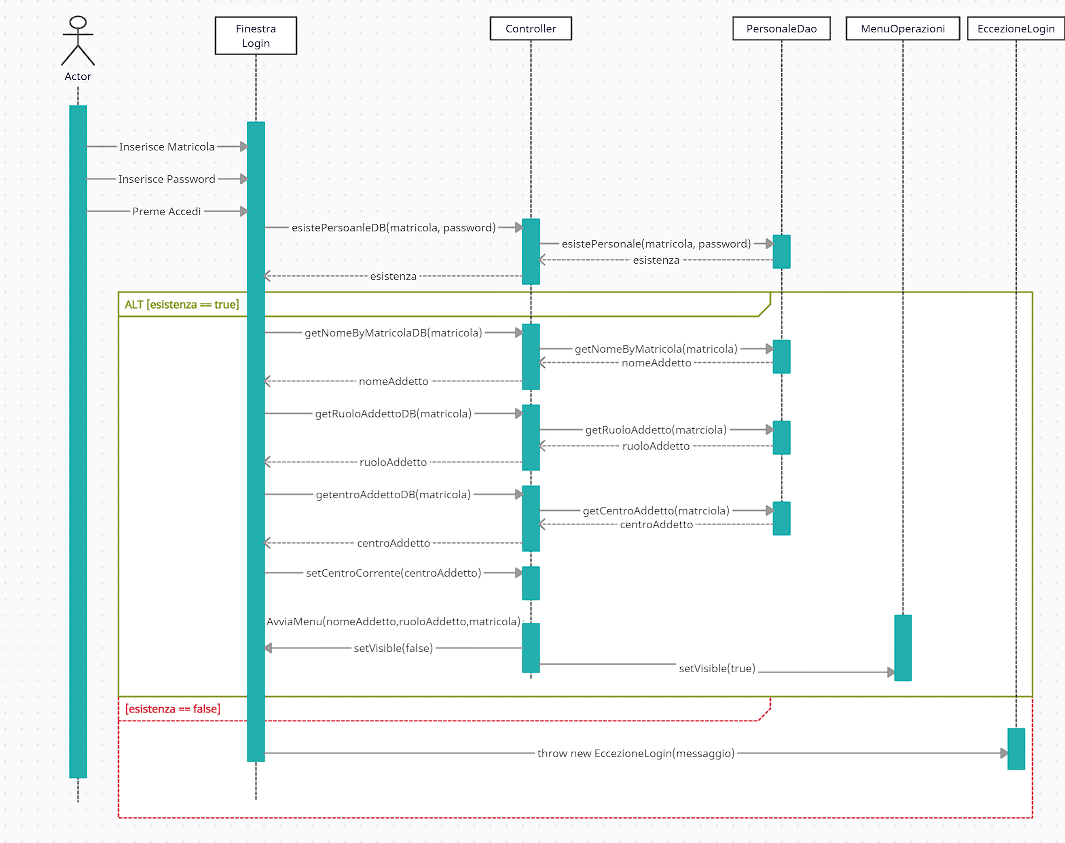 Finestra
Login
Controller
PersonaleDao
MenuOperazioni
EccezioneLogin
Actor
Inserisce Matricola
Inserisce Password
Preme Accedi
esistePersoanleDB(matricola, password)
esistePersonale(matricola, password)
esistenza
esistenza
ALT [esistenza == true]
getNomeByMatricolaDB(matricola)
getNomeByMatricola(matricola)
nomeAddetto
nomeAddetto
getRuoloAddettoDB(matricola)
getRuoloAddetto(matrciola)
ruoloAddetto
ruoloAddetto
getentroAddettoDB(matricola)
getCentroAddetto(matrciola)
centroAddetto
centroAddetto
setCentroCorrente(centroAddetto)
AvviaMenu(nomeAddetto,ruoloAddetto,matricola)
setVisible(false)
setVisible(true)
[esistenza == false]
throw new EccezioneLogin(messaggio)